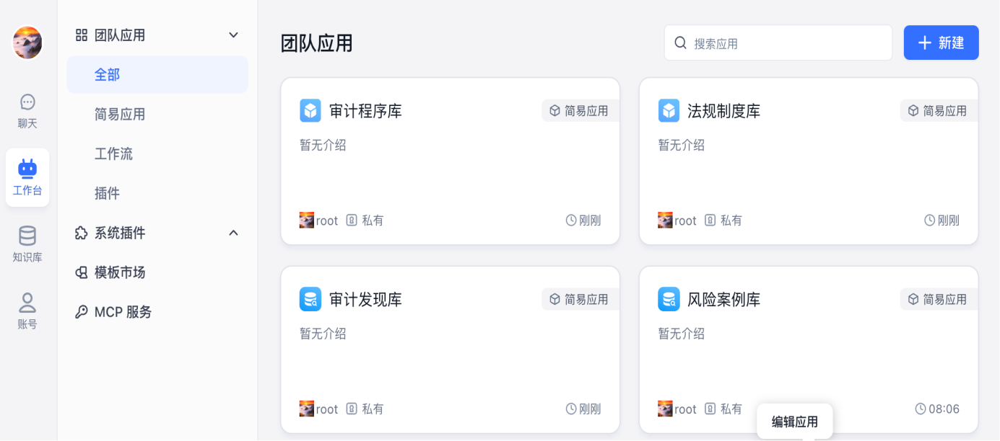 聊天
工作台
知识库
账号
团队应用
全部
简易应用
工作流
插件
系统插件
模板市场
MCP 服务
团队应用
搜索应用
新建
审计程序库
简易应用
暂无介绍
root 私有
刚刚
法规制度库
简易应用
暂无介绍
root 私有
刚刚
审计发现库
简易应用
暂无介绍
root 私有
刚刚
风险案例库
简易应用
暂无介绍
root 私有
08:06
编辑应用